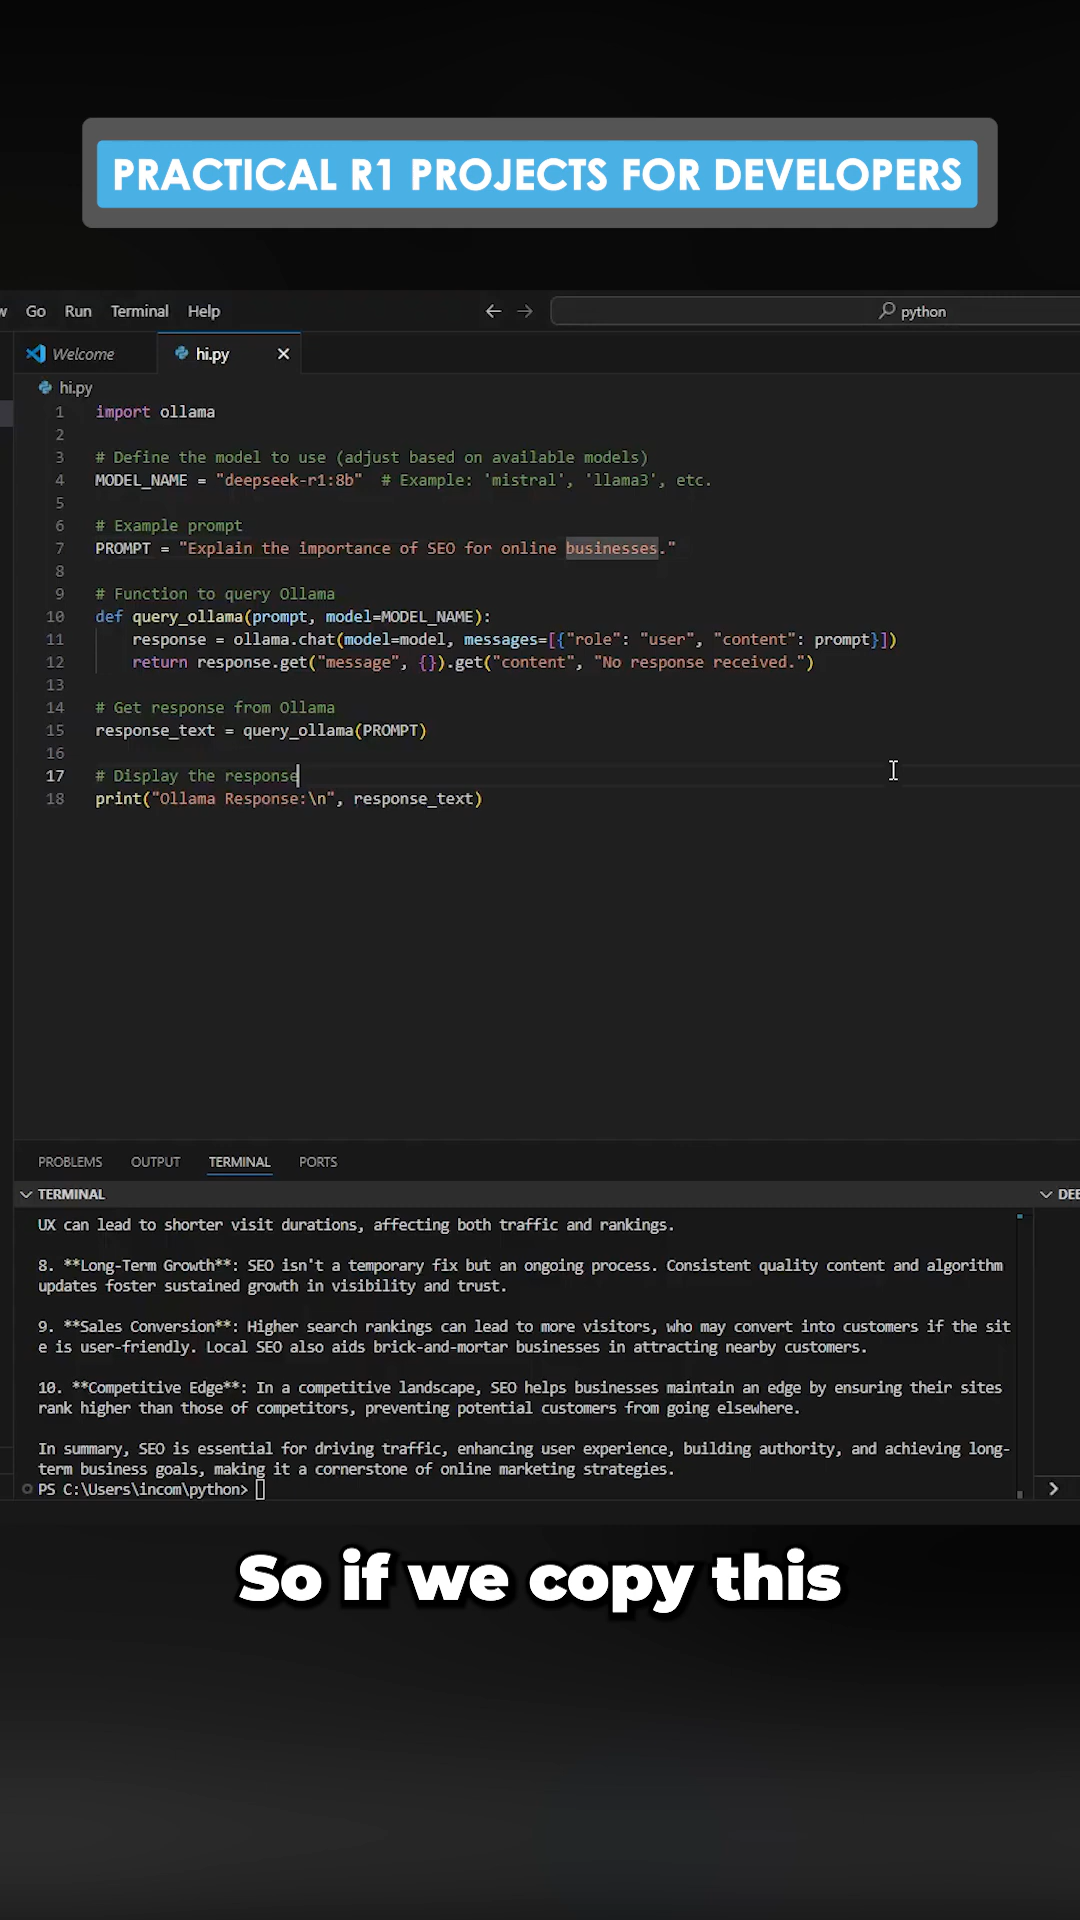 PRACTICAL R1 PROJECTS FOR DEVELOPERS
Go Run Terminal Help
python
Welcome
hi.py
hi.py
1 import ollama
2
3 # Define the model to use (adjust based on available models)
4 MODEL_NAME = "deepseek-r1:8b"  # Example: 'mistral', 'llama3', etc.
5
6 # Example prompt
7 PROMPT = "Explain the importance of SEO for online businesses."
8
9 # Function to query Ollama
10 def query_ollama(prompt, model=MODEL_NAME):
11     response = ollama.chat(model=model, messages=[{"role": "user", "content": prompt}])
12     return response.get("message", {}).get("content", "No response received.")
13
14 # Get response from Ollama
15 response_text = query_ollama(PROMPT)
16
17 # Display the response
18 print("Ollama Response:\n", response_text)
PROBLEMS OUTPUT TERMINAL PORTS
TERMINAL
UX can lead to shorter visit durations, affecting both traffic and rankings.
8. **Long-Term Growth**: SEO isn't a temporary fix but an ongoing process. Consistent quality content and algorithm
updates foster sustained growth in visibility and trust.
9. **Sales Conversion**: Higher search rankings can lead to more visitors, who may convert into customers if the sit
e is user-friendly. Local SEO also aids brick-and-mortar businesses in attracting nearby customers.
10. **Competitive Edge**: In a competitive landscape, SEO helps businesses maintain an edge by ensuring their sites
rank higher than those of competitors, preventing potential customers from going elsewhere.
In summary, SEO is essential for driving traffic, enhancing user experience, building authority, and achieving long-
term business goals, making it a cornerstone of online marketing strategies.
PS C:\Users\incom\python>
So if we copy this